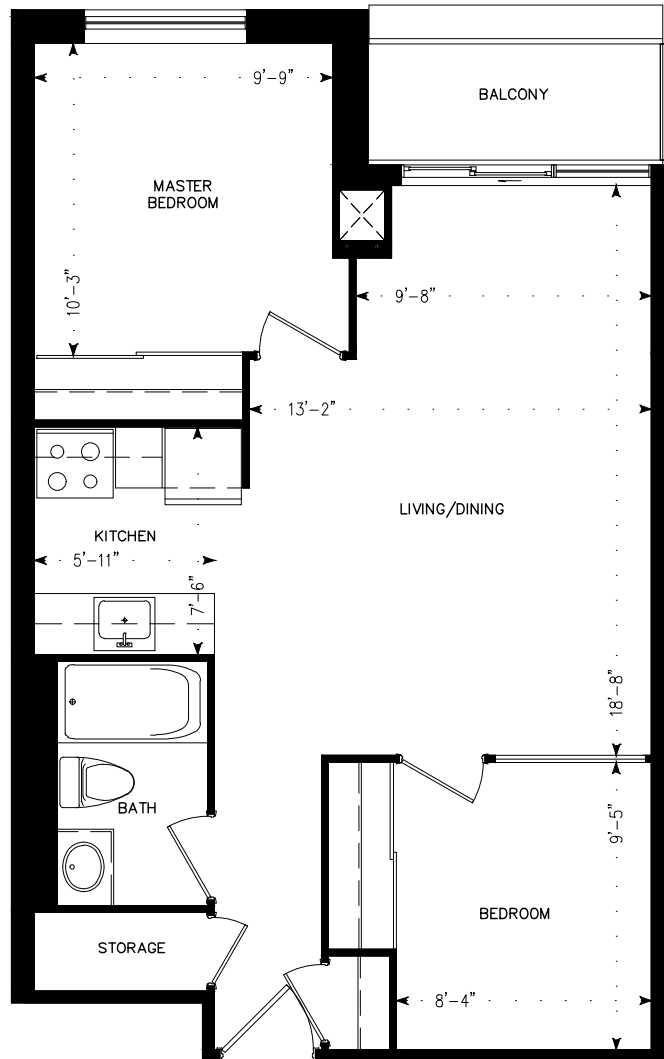 9'-9"
BALCONY
MASTER
BEDROOM
10'-3"
9'-8"
13'-2"
LIVING/DINING
KITCHEN
5'-11"
7'-6"
18'-8"
BATH
9'-5"
BEDROOM
STORAGE
8'-4"